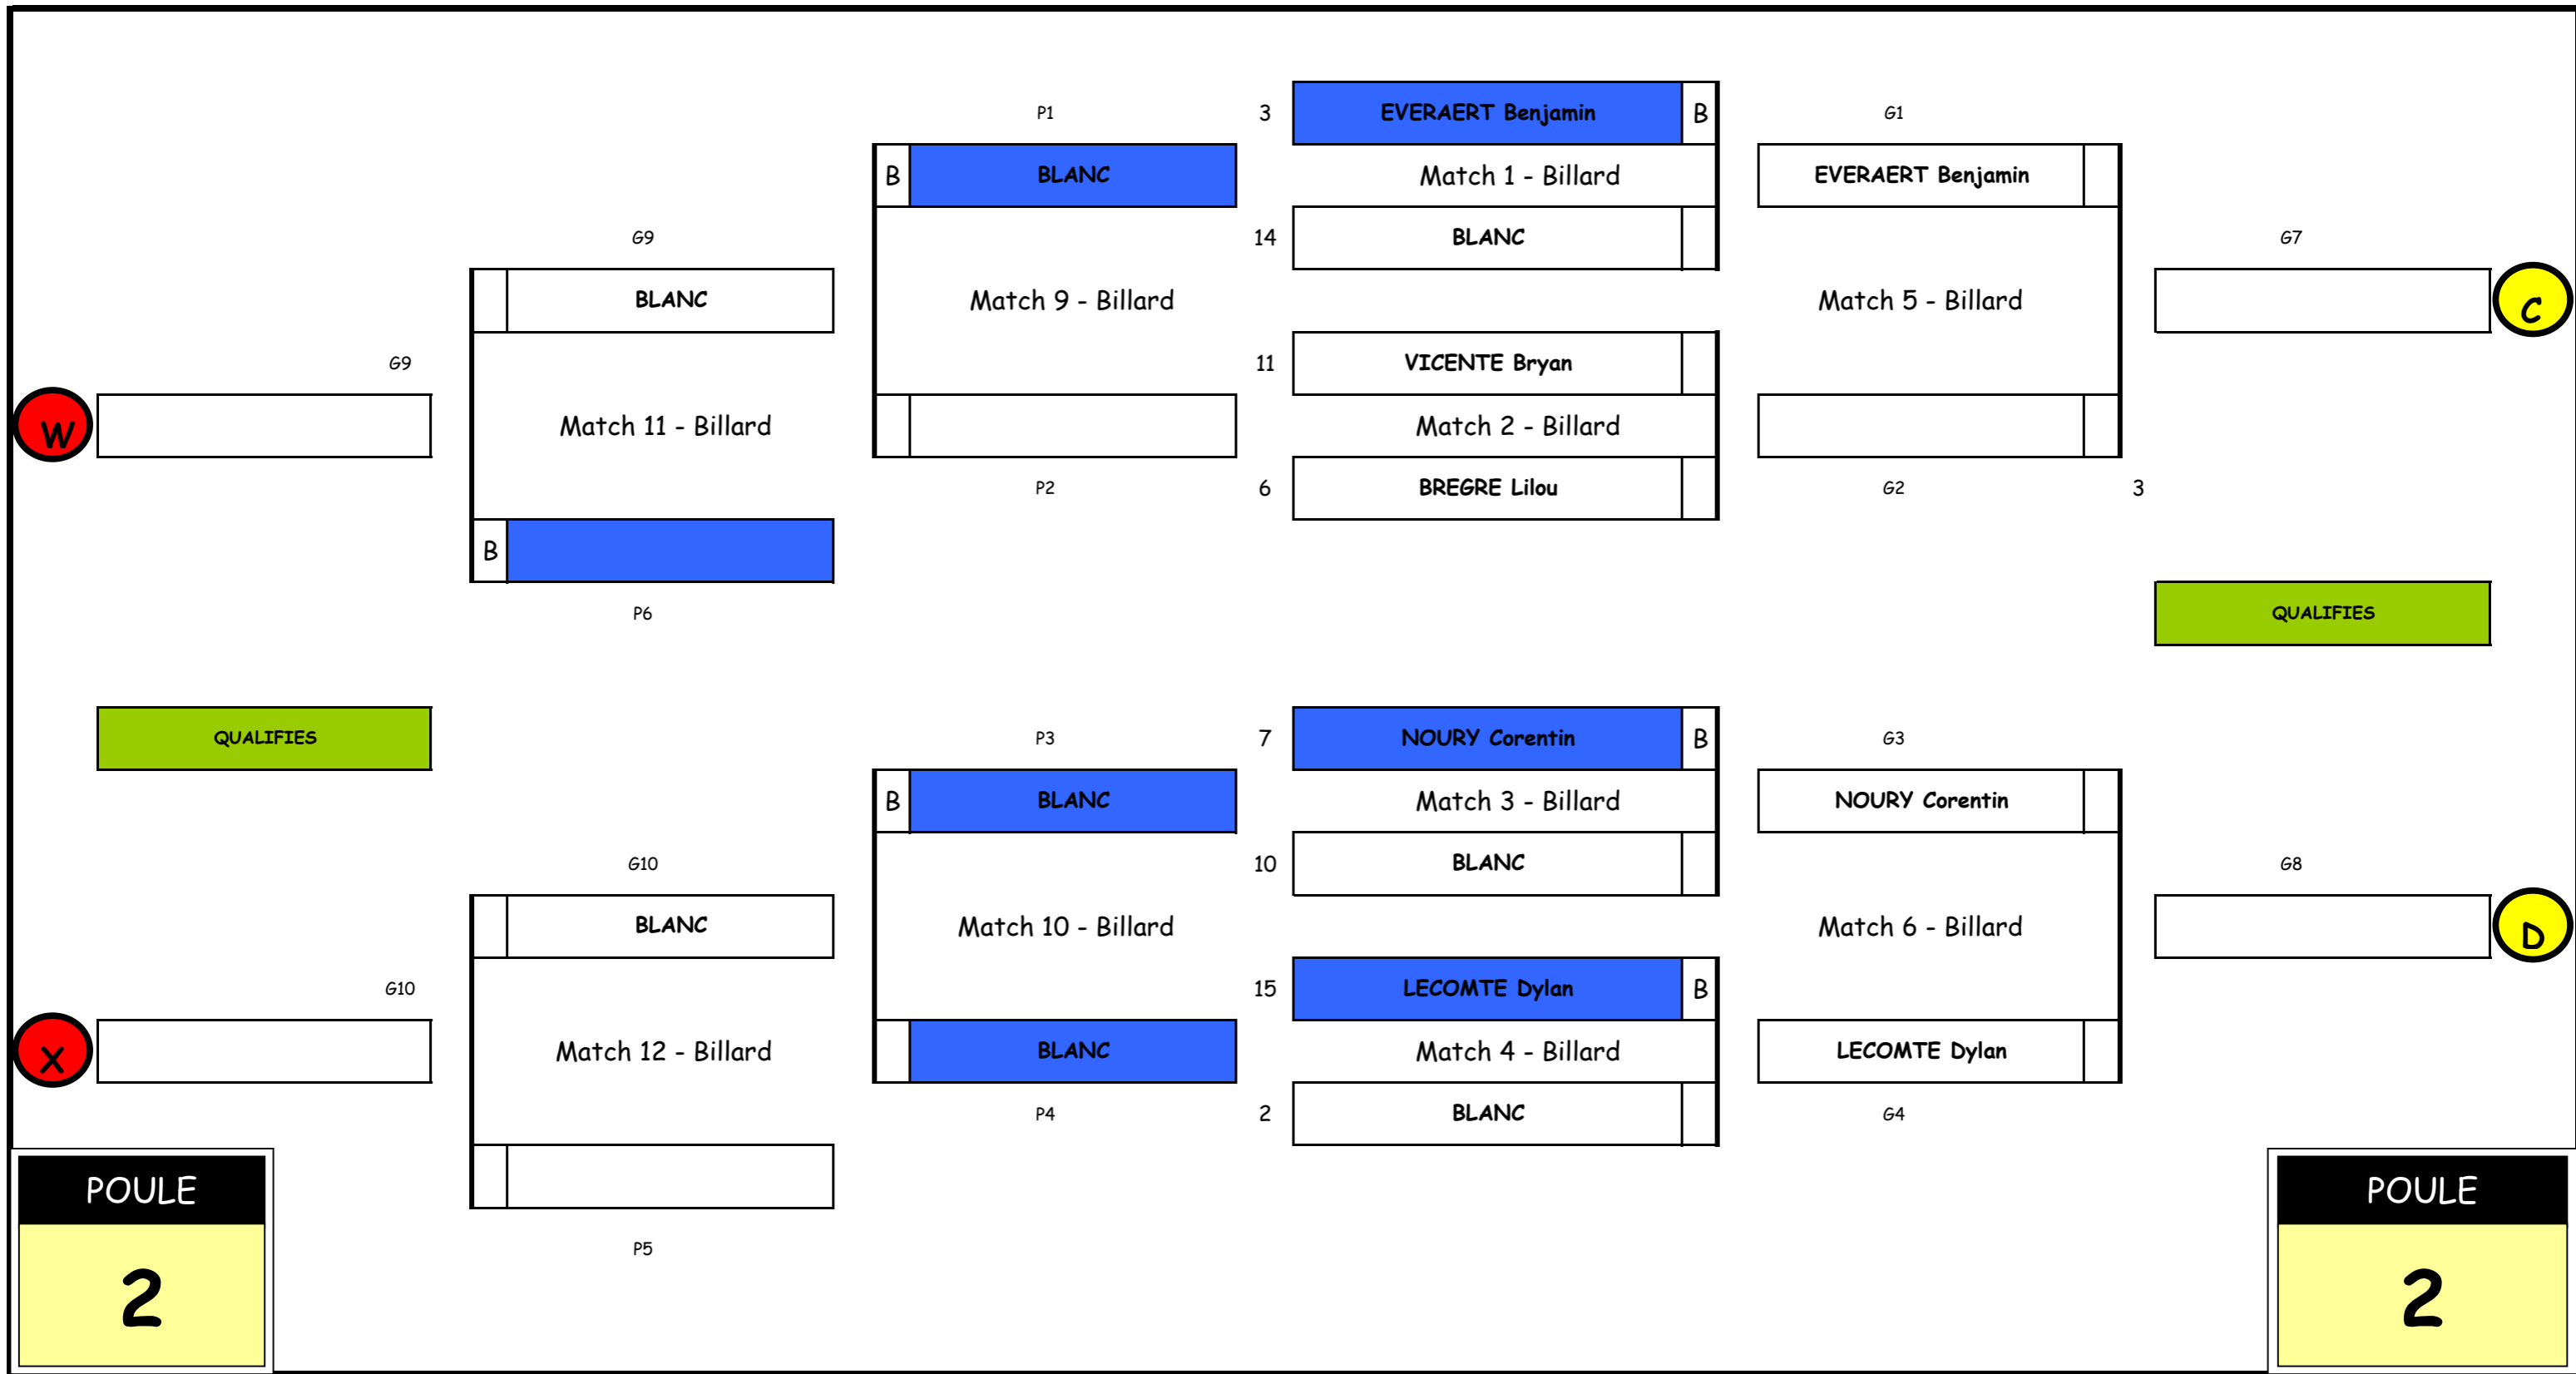 P1
3
EVERAERT Benjamin
B
G1
B
BLANC
Match 1 - Billard
EVERAERT Benjamin
G9
14
BLANC
G7
BLANC
Match 9 - Billard
Match 5 - Billard
C
G9
11
VICENTE Bryan
W
Match 11 - Billard
Match 2 - Billard
P2
6
BREGRE Lilou
G2
3
B
P6
QUALIFIES
QUALIFIES
P3
7
NOURY Corentin
B
G3
B
BLANC
Match 3 - Billard
NOURY Corentin
G10
10
BLANC
G8
BLANC
Match 10 - Billard
Match 6 - Billard
D
G10
15
LECOMTE Dylan
B
X
Match 12 - Billard
BLANC
Match 4 - Billard
LECOMTE Dylan
P4
2
BLANC
G4
POULE
POULE
P5
2
2